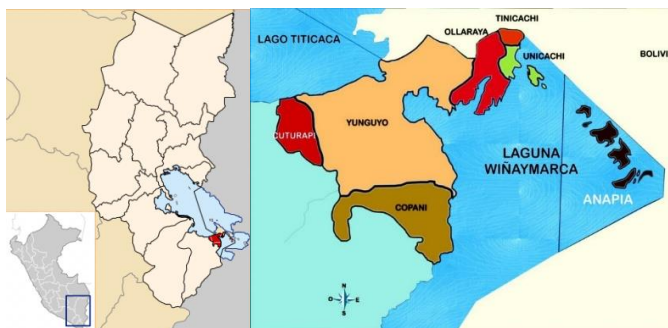 TINICACHI
OLLARAYA
LAGO TITICACA
UNICACHI
BOLIVI
YUNGUYO
CUTURAPI
LAGUNA
WIÑAYMARCA
ANAPIA
COPANI
N
O
E
S